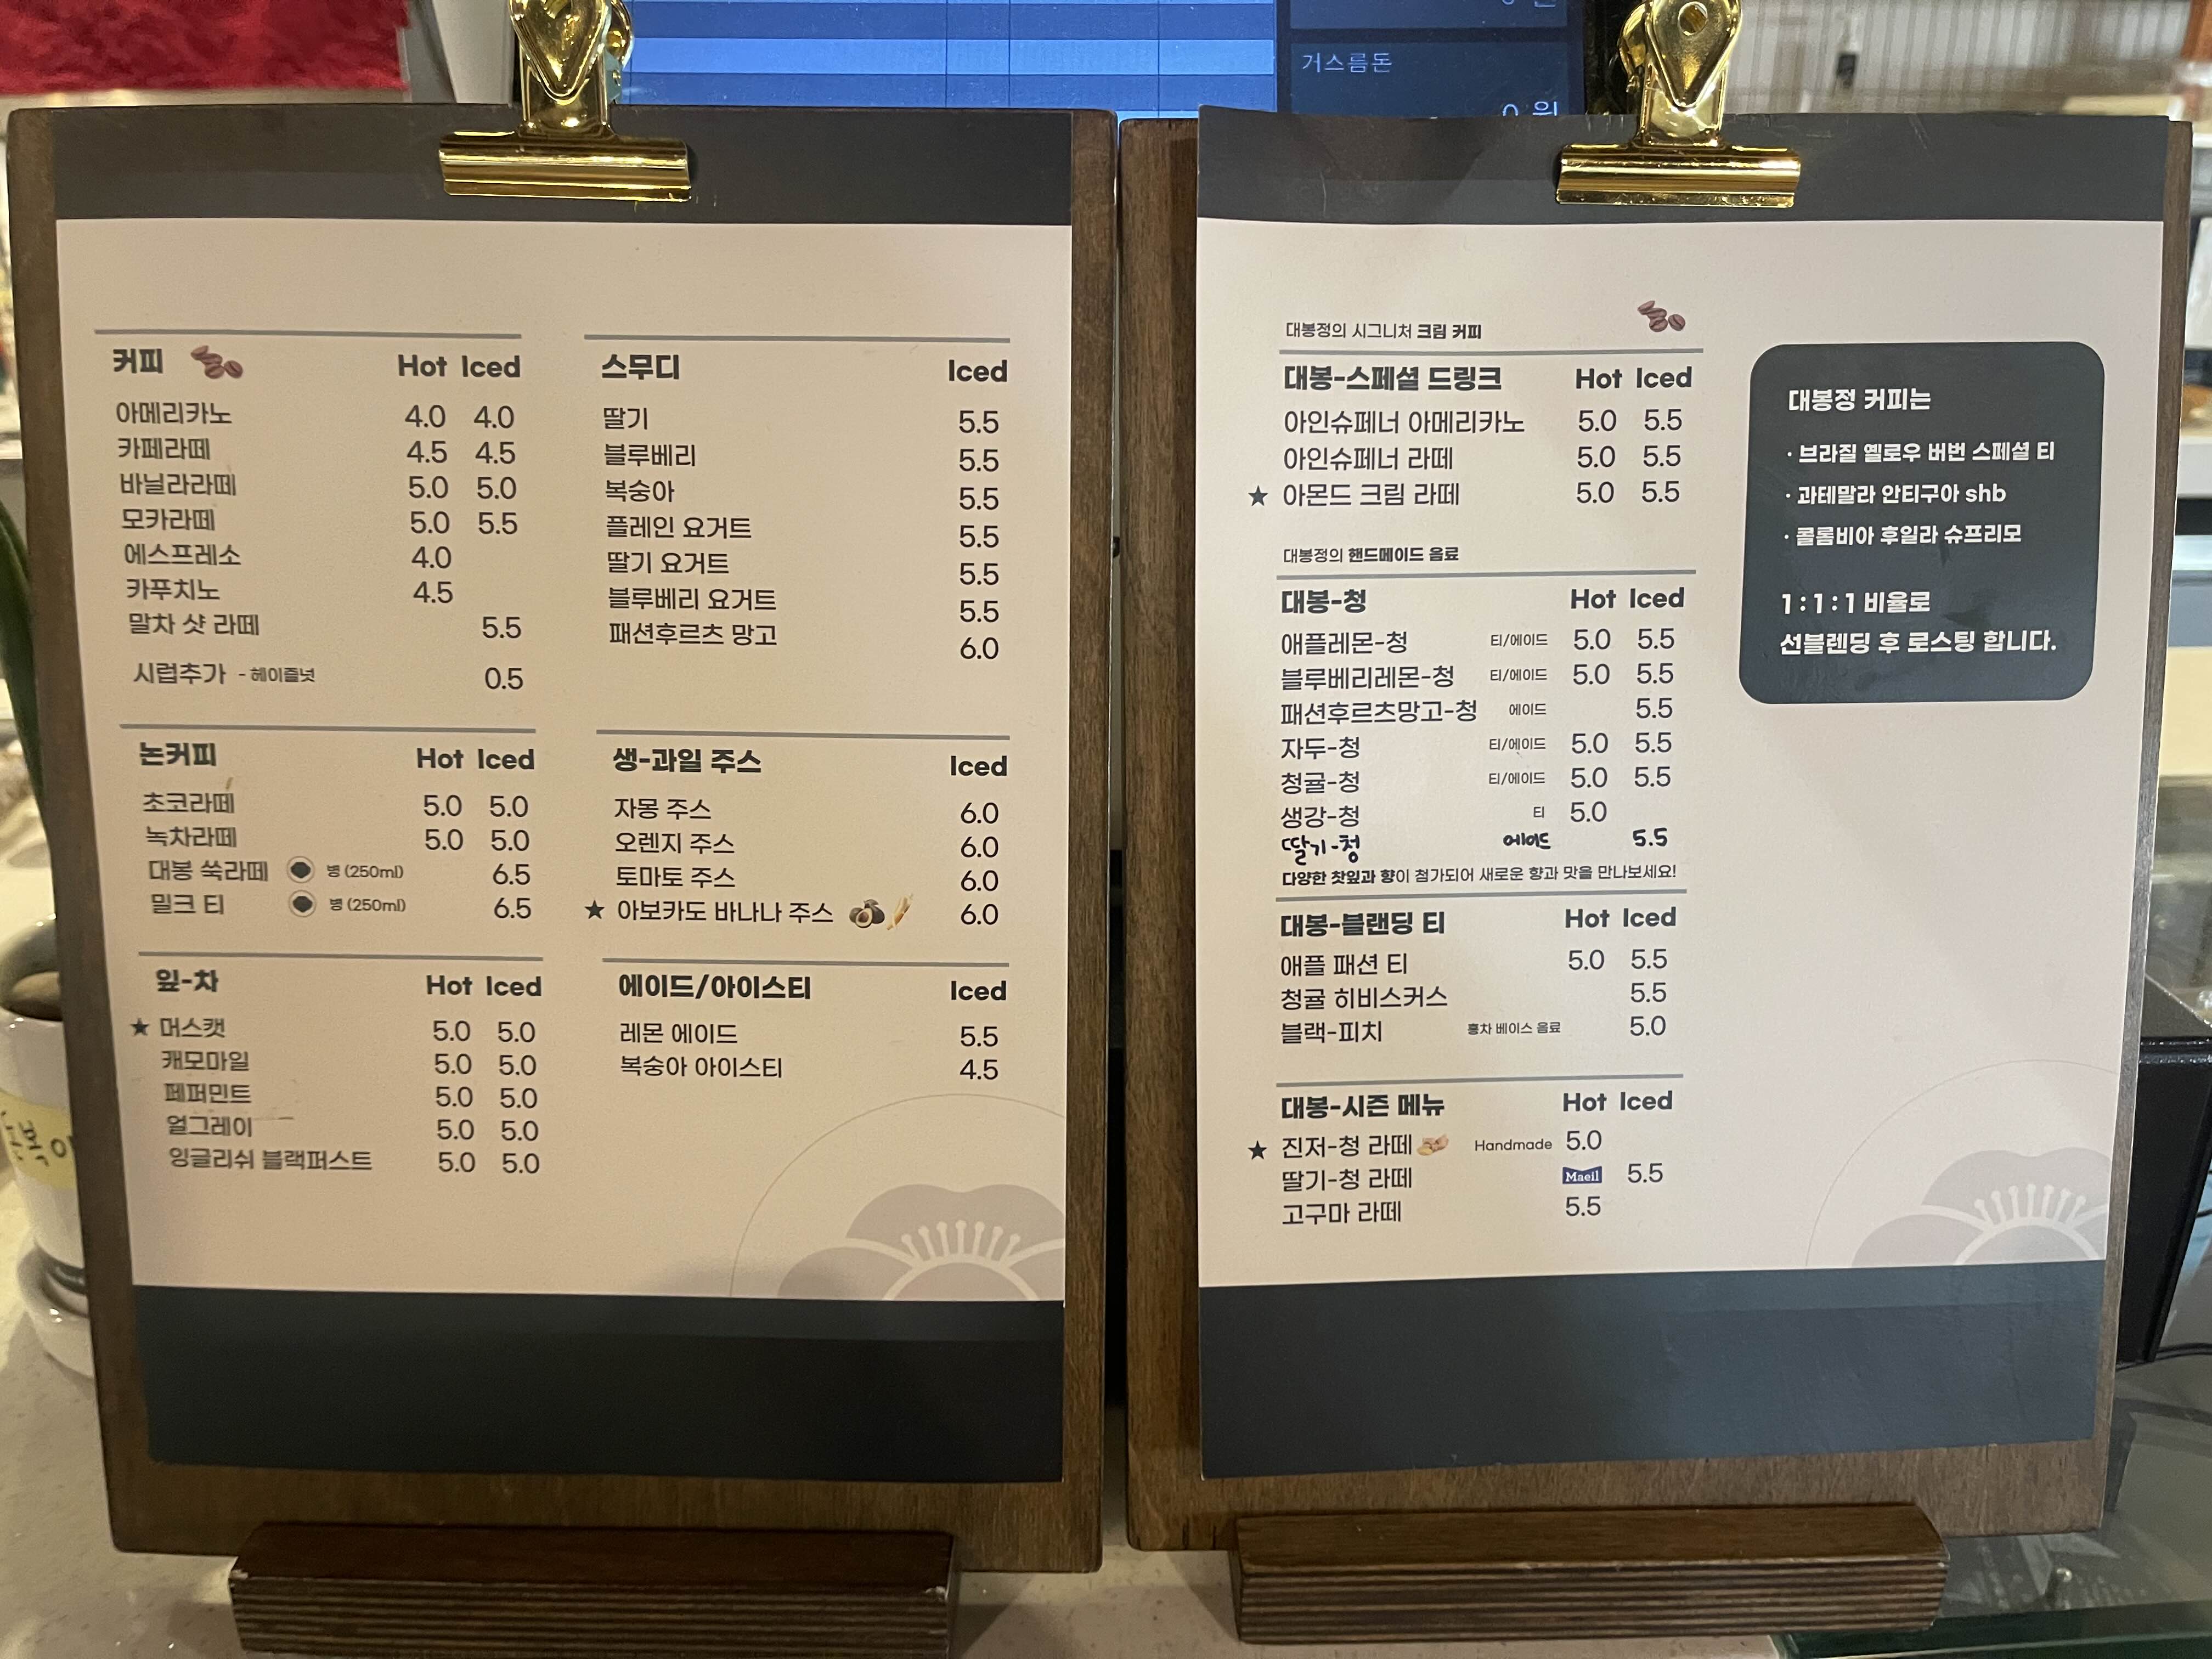 거스름돈
0 원
커피 Hot Iced
아메리카노 4.0 4.0
카페라떼 4.5 4.5
바닐라라떼 5.0 5.0
모카라떼 5.0 5.5
에스프레소 4.0
카푸치노 4.5
말차 샷 라떼 5.5
시럽추가 - 헤이즐넛 0.5
논커피 Hot Iced
초코라떼 5.0 5.0
녹차라떼 5.0 5.0
대봉 쑥라떼 병 (250ml) 6.5
밀크 티 병 (250ml) 6.5
잎-차 Hot Iced
★ 머스캣 5.0 5.0
캐모마일 5.0 5.0
페퍼민트 5.0 5.0
얼그레이 5.0 5.0
잉글리쉬 블랙퍼스트 5.0 5.0
스무디 Iced
딸기 5.5
블루베리 5.5
복숭아 5.5
플레인 요거트 5.5
딸기 요거트 5.5
블루베리 요거트 5.5
패션후르츠 망고 6.0
생-과일 주스 Iced
자몽 주스 6.0
오렌지 주스 6.0
토마토 주스 6.0
★ 아보카도 바나나 주스 6.0
에이드/아이스티 Iced
레몬 에이드 5.5
복숭아 아이스티 4.5
대봉정의 시그니처 크림 커피
대봉-스페셜 드링크 Hot Iced
아인슈페너 아메리카노 5.0 5.5
아인슈페너 라떼 5.0 5.5
★ 아몬드 크림 라떼 5.0 5.5
대봉정의 핸드메이드 음료
대봉-청 Hot Iced
애플레몬-청 티/에이드 5.0 5.5
블루베리레몬-청 티/에이드 5.0 5.5
패션후르츠망고-청 에이드 5.5
자두-청 티/에이드 5.0 5.5
청귤-청 티/에이드 5.0 5.5
생강-청 티 5.0
딸기-청 에이드 5.5
다양한 찻잎과 향이 첨가되어 새로운 향과 맛을 만나보세요!
대봉-블랜딩 티 Hot Iced
애플 패션 티 5.0 5.5
청귤 히비스커스 5.5
블랙-피치 홍차 베이스 음료 5.0
대봉-시즌 메뉴 Hot Iced
★ 진저-청 라떼 Handmade 5.0
딸기-청 라떼 Maeil 5.5
고구마 라떼 5.5
대봉정 커피는
· 브라질 옐로우 버번 스페셜 티
· 과테말라 안티구아 shb
· 콜롬비아 후일라 슈프리모
1 : 1 : 1 비율로
선블렌딩 후 로스팅 합니다.